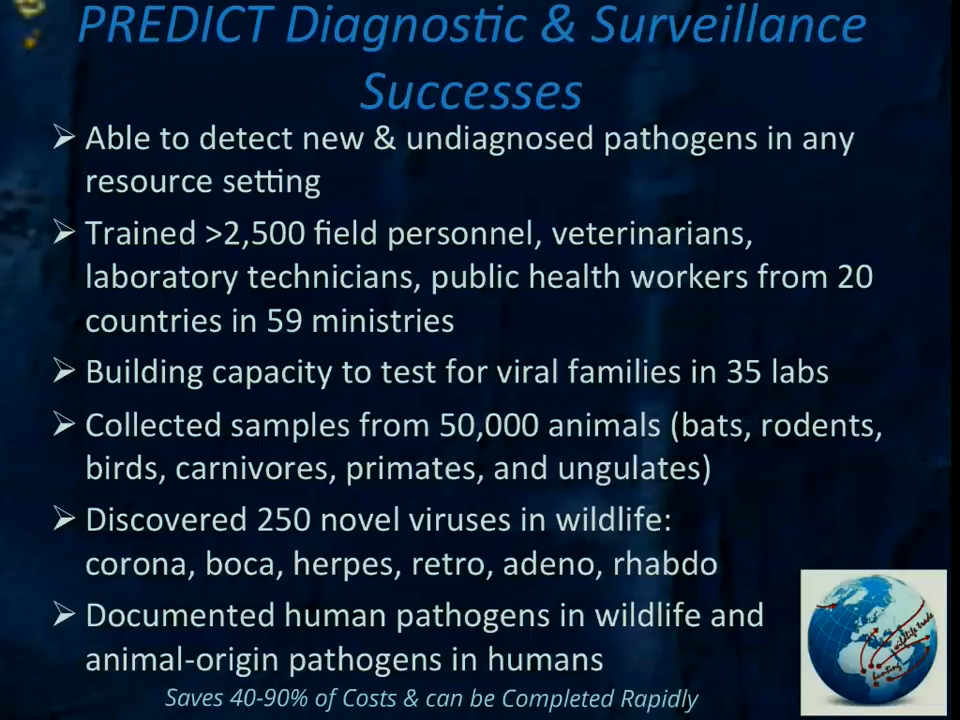 PREDICT Diagnostic & Surveillance
Successes
➢ Able to detect new & undiagnosed pathogens in any
resource setting
➢ Trained >2,500 field personnel, veterinarians,
laboratory technicians, public health workers from 20
countries in 59 ministries
➢ Building capacity to test for viral families in 35 labs
➢ Collected samples from 50,000 animals (bats, rodents,
birds, carnivores, primates, and ungulates)
➢ Discovered 250 novel viruses in wildlife:
corona, boca, herpes, retro, adeno, rhabdo
➢ Documented human pathogens in wildlife and
animal-origin pathogens in humans
wildlife trade
hunting
Saves 40-90% of Costs & can be Completed Rapidly